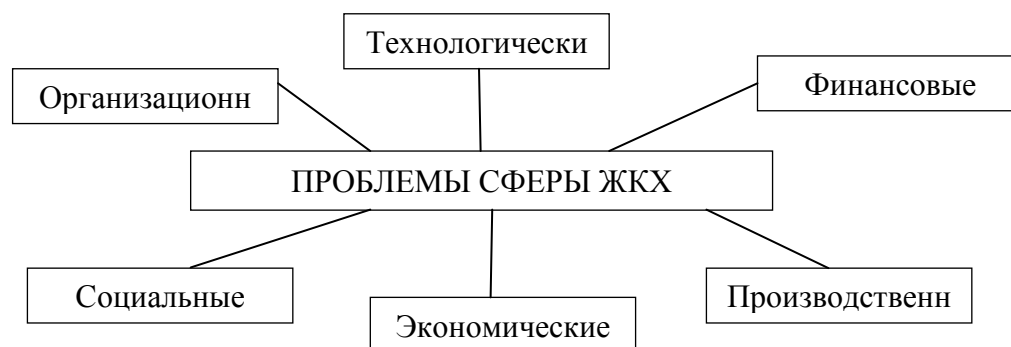 Технологически
Организационн
Финансовые
ПРОБЛЕМЫ СФЕРЫ ЖКХ
Социальные
Экономические
Производственн